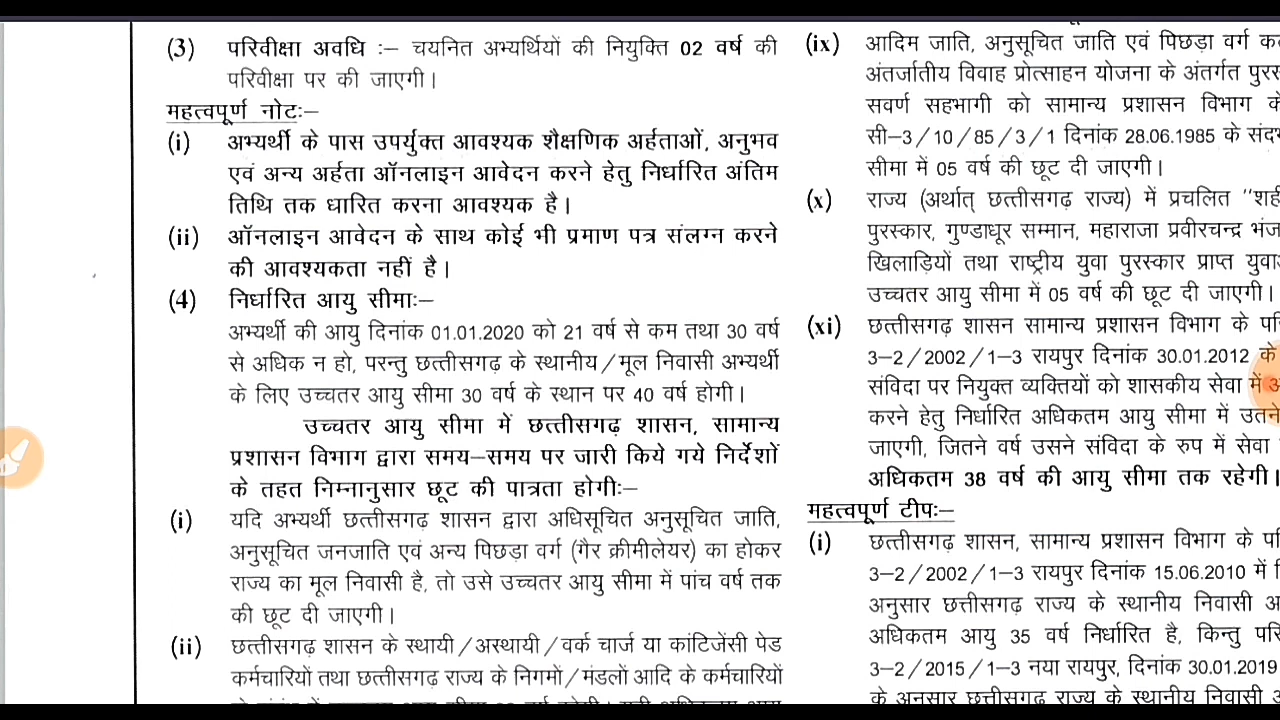 (3) परिवीक्षा अवधि :– चयनित अभ्यर्थियों की नियुक्ति 02 वर्ष की
परिवीक्षा पर की जाएगी।
महत्वपूर्ण नोटः–
(i) अभ्यर्थी के पास उपर्युक्त आवश्यक शैक्षणिक अर्हताओं, अनुभव
एवं अन्य अर्हता ऑनलाइन आवेदन करने हेतु निर्धारित अंतिम
तिथि तक धारित करना आवश्यक है।
(ii) ऑनलाइन आवेदन के साथ कोई भी प्रमाण पत्र संलग्न करने
की आवश्यकता नहीं है।
(4) निर्धारित आयु सीमाः–
अभ्यर्थी की आयु दिनांक 01.01.2020 को 21 वर्ष से कम तथा 30 वर्ष
से अधिक न हो, परन्तु छत्तीसगढ़ के स्थानीय/मूल निवासी अभ्यर्थी
के लिए उच्चतर आयु सीमा 30 वर्ष के स्थान पर 40 वर्ष होगी।
उच्चतर आयु सीमा में छत्तीसगढ़ शासन, सामान्य
प्रशासन विभाग द्वारा समय–समय पर जारी किये गये निर्देशों
के तहत निम्नानुसार छूट की पात्रता होगीः–
(i) यदि अभ्यर्थी छत्तीसगढ़ शासन द्वारा अधिसूचित अनुसूचित जाति,
अनुसूचित जनजाति एवं अन्य पिछड़ा वर्ग (गैर क्रीमीलेयर) का होकर
राज्य का मूल निवासी है, तो उसे उच्चतर आयु सीमा में पांच वर्ष तक
की छूट दी जाएगी।
(ii) छत्तीसगढ़ शासन के स्थायी/अस्थायी/वर्क चार्ज या कांटिजेंसी पेड
कर्मचारियों तथा छत्तीसगढ़ राज्य के निगमों/मंडलों आदि के कर्मचारियों
(ix) आदिम जाति, अनुसूचित जाति एवं पिछड़ा वर्ग
अंतर्जातीय विवाह प्रोत्साहन योजना के अंतर्गत
सवर्ण सहभागी को सामान्य प्रशासन विभाग
सी–3/10/85/3/1 दिनांक 28.06.1985 के
सीमा में 05 वर्ष की छूट दी जाएगी।
(x) राज्य (अर्थात् छत्तीसगढ़ राज्य) में प्रचलित
पुरस्कार, गुण्डाधूर सम्मान, महाराजा प्रवीरचन्द्र
खिलाड़ियों तथा राष्ट्रीय युवा पुरस्कार प्राप्त
उच्चतर आयु सीमा में 05 वर्ष की छूट दी जाएगी।
(xi) छत्तीसगढ़ शासन सामान्य प्रशासन विभाग के
3–2/2002/1–3 रायपुर दिनांक 30.01.2012 के
संविदा पर नियुक्त व्यक्तियों को शासकीय सेवा में
करने हेतु निर्धारित अधिकतम आयु सीमा में उतने
जाएगी, जितने वर्ष उसने संविदा के रुप में सेवा
अधिकतम 38 वर्ष की आयु सीमा तक रहेगी।
महत्वपूर्ण टीपः–
(i) छत्तीसगढ़ शासन, सामान्य प्रशासन विभाग के
3–2/2002/1–3 रायपुर दिनांक 15.06.2010 में
अनुसार छत्तीसगढ़ राज्य के स्थानीय निवासी
अधिकतम आयु 35 वर्ष निर्धारित है, किन्तु
3–2/2015/1–3 नया रायपुर, दिनांक 30.01.2019
के अनुसार छत्तीसगढ़ राज्य के स्थानीय निवासी